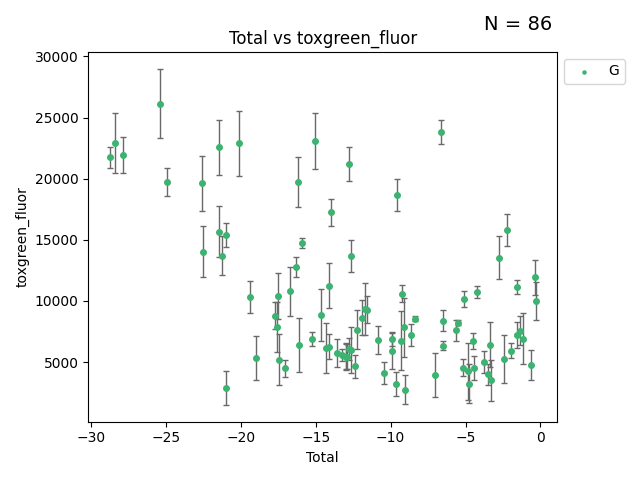 N = 86
Total vs toxgreen_fluor
G
30000
25000
20000
15000
10000
5000
toxgreen_fluor
−30 −25 −20 −15 −10 −5 0
Total